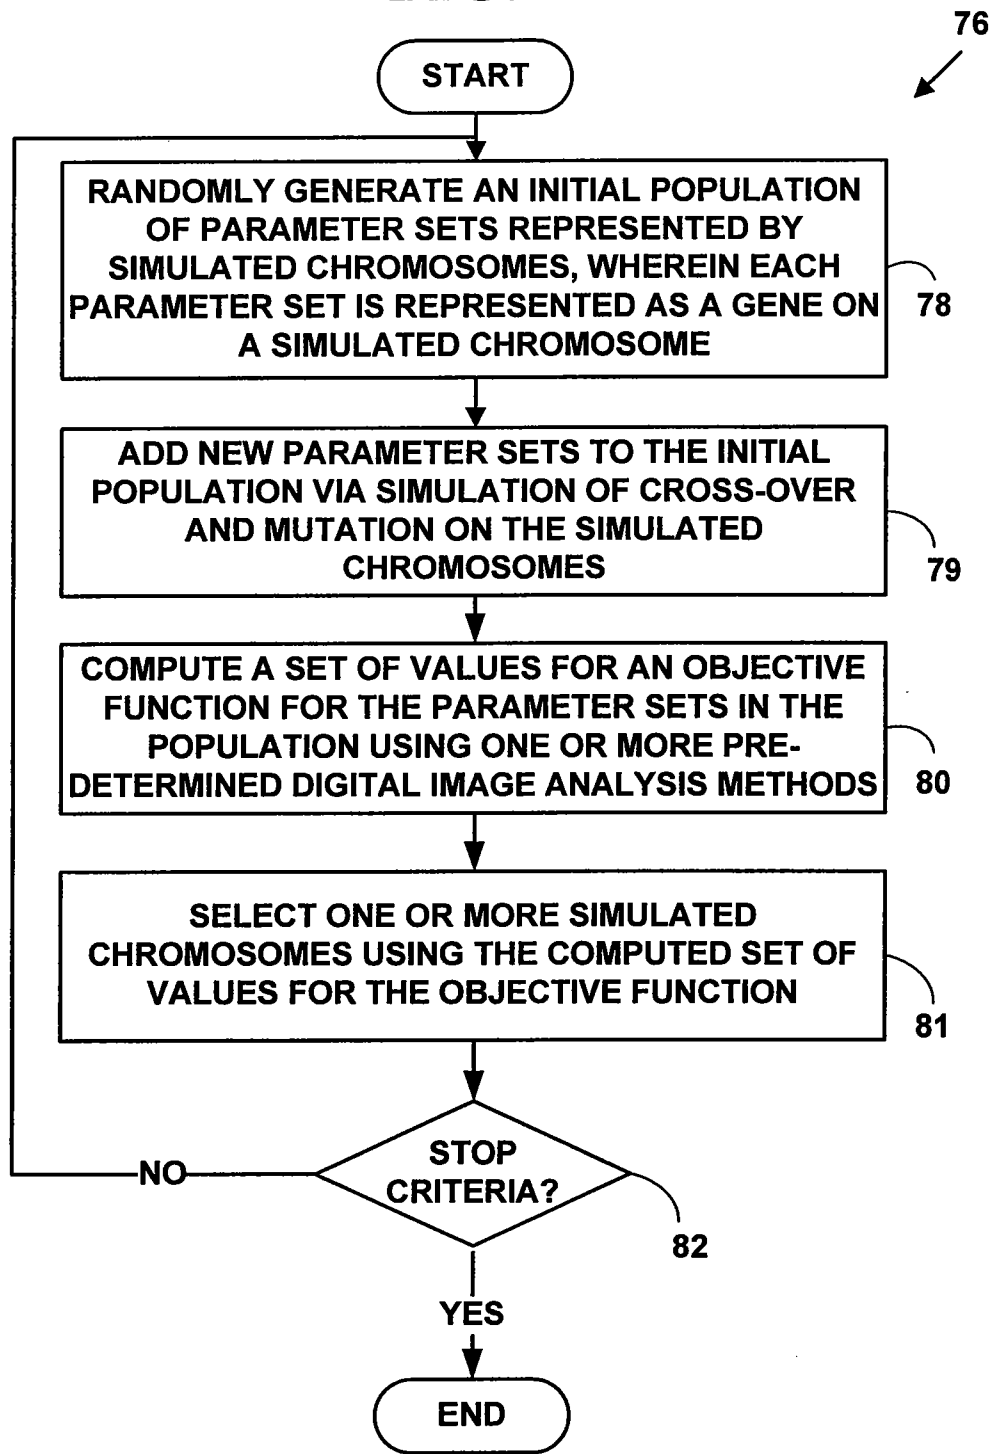 76
START
RANDOMLY GENERATE AN INITIAL POPULATION
OF PARAMETER SETS REPRESENTED BY
SIMULATED CHROMOSOMES, WHEREIN EACH
PARAMETER SET IS REPRESENTED AS A GENE ON
A SIMULATED CHROMOSOME
78
ADD NEW PARAMETER SETS TO THE INITIAL
POPULATION VIA SIMULATION OF CROSS-OVER
AND MUTATION ON THE SIMULATED
CHROMOSOMES
79
COMPUTE A SET OF VALUES FOR AN OBJECTIVE
FUNCTION FOR THE PARAMETER SETS IN THE
POPULATION USING ONE OR MORE PRE-
DETERMINED DIGITAL IMAGE ANALYSIS METHODS
80
SELECT ONE OR MORE SIMULATED
CHROMOSOMES USING THE COMPUTED SET OF
VALUES FOR THE OBJECTIVE FUNCTION
81
STOP
CRITERIA?
NO
82
YES
END